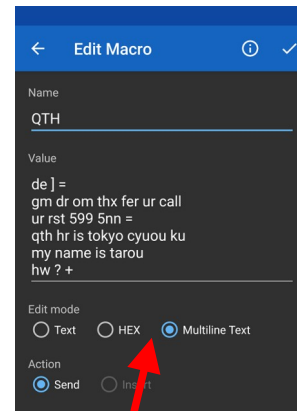 Edit Macro
Name
QTH
Value
de ] =
gm dr om thx fer ur call
ur rst 599 5nn =
qth hr is tokyo cyuou ku
my name is tarou
hw ? +
Edit mode
Text HEX Multiline Text
Action
Send Insert